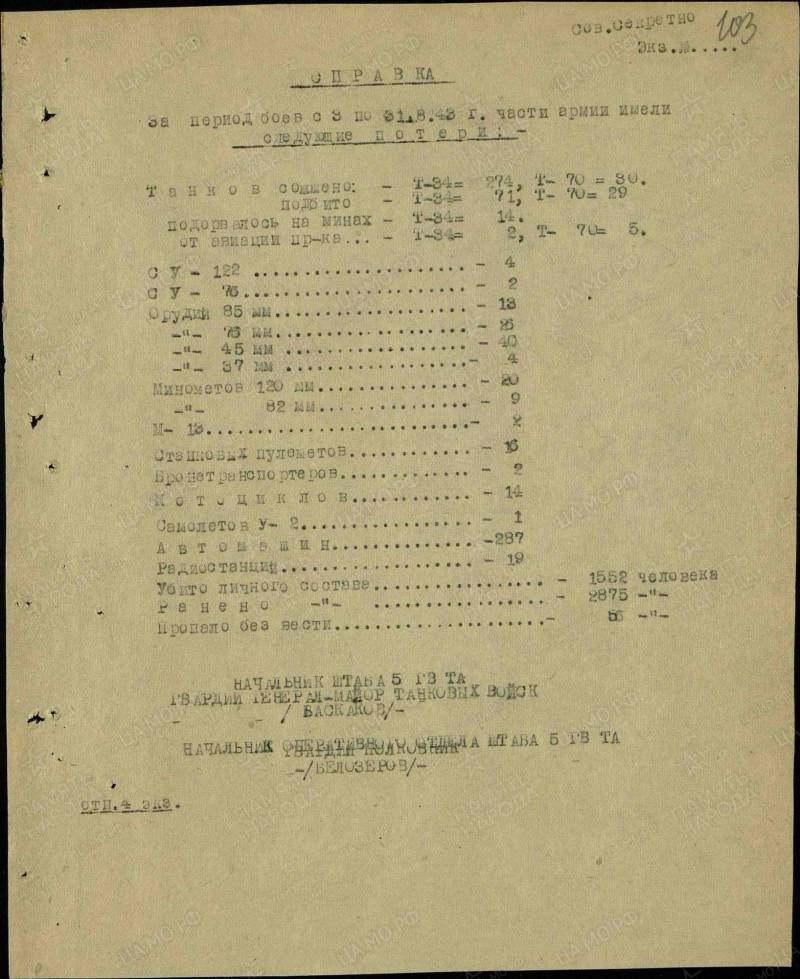 Сов.секретно
103
Экз.№.....
СПРАВКА
За период боев с 3 по 31.8.43 г. части армии имели
следующие потери:-
Танков сожжено: - Т-34= 274, Т- 70 = 30.
подбито - Т-34= 71, Т- 70= 29
подорвалось на минах - Т-34= 14.
от авиации пр-ка... - Т-34= 2, Т- 70= 5.
СУ - 122 ...................... - 4
СУ - 76....................... - 2
Орудий 85 мм.................... - 13
-"- 76 мм.................... - 26
-"- 45 мм ................... - 40
-"- 37 мм ...................- 4
Минометов 120 мм............... - 20
-"- 82 мм............... - 9
М- 13..........................- 2
Станковых пулеметов............ - 16
Бронетранспортеров............. - 2
Мотоциклов............ - 14
Самолетов У- 2................. - 1
Автомашин.............. -287
Радиостанций................... - 19
Убито личного состава................. - 1552 человека
Ранено -"- ................. - 2875 -"-
Пропало без вести.....................- 56 -"-
НАЧАЛЬНИК ШТАБА 5 ГВ ТА
ГВАРДИИ ГЕНЕРАЛ-МАЙОР ТАНКОВЫХ ВОЙСК
- - / БАСКАКОВ/-
НАЧАЛЬНИК ОПЕРАТИВНОГО ОТДЕЛА ШТАБА 5 ГВ ТА
ГВАРДИИ ПОЛКОВНИК
-/БЕЛОЗЕРОВ/-
отп.4 экз.